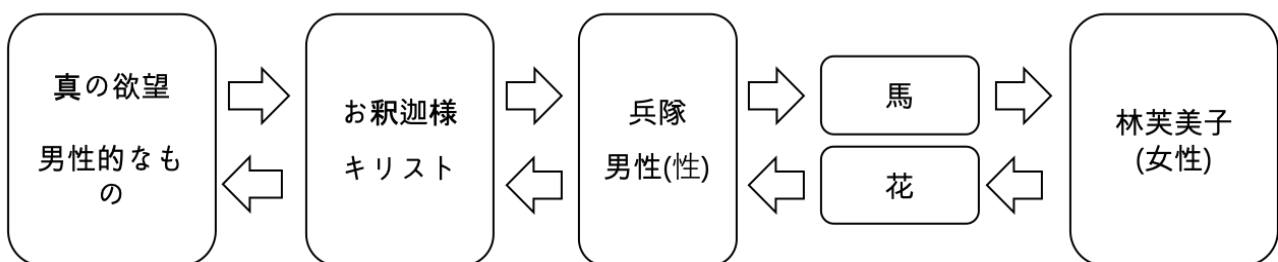 真の欲望
男性的なも
の
お釈迦様
キリスト
兵隊
男性(性)
馬
花
林芙美子
(女性)